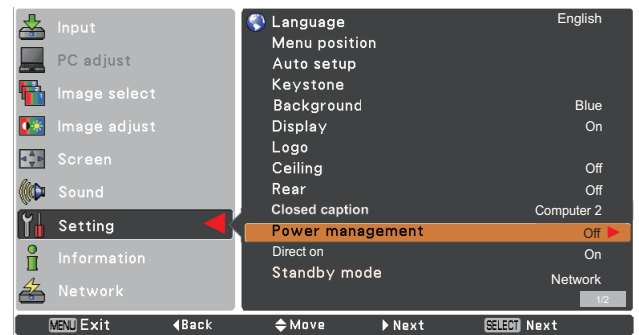 Input
PC adjust
Image select
Image adjust
Screen
Sound
Setting
Information
Network
Language English
Menu position
Auto setup
Keystone
Background Blue
Display On
Logo
Ceiling Off
Rear Off
Closed caption Computer 2
Power management Off
Direct on On
Standby mode Network
1/2
MENU Exit Back Move Next SELECT Next